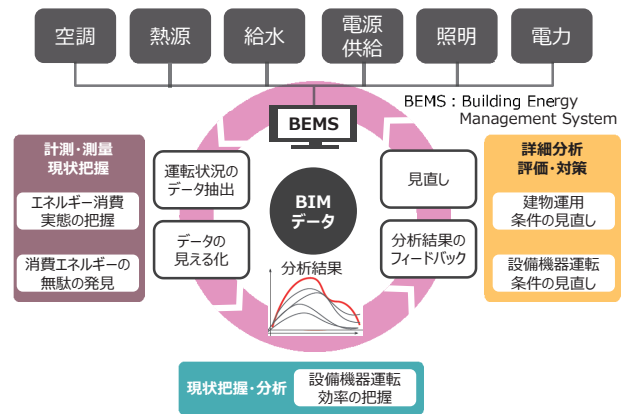 空調
熱源
給水
電源
供給
照明
電力
BEMS
BEMS：Building Energy
Management System
計測・測量
現状把握
エネルギー消費
実態の把握
消費エネルギーの
無駄の発見
運転状況の
データ抽出
データの
見える化
BIM
データ
分析結果
見直し
分析結果の
フィードバック
詳細分析
評価・対策
建物運用
条件の見直し
設備機器運転
条件の見直し
現状把握・分析
設備機器運転
効率の把握